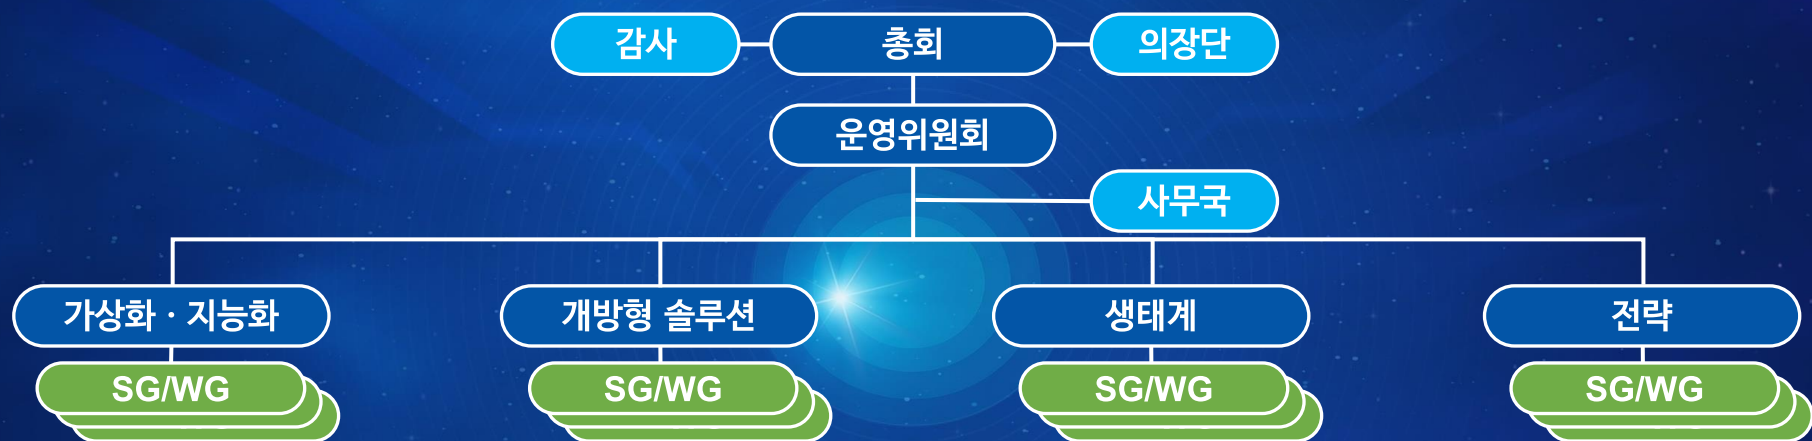 감사
총회
의장단
운영위원회
사무국
가상화 · 지능화
개방형 솔루션
생태계
전략
SG/WG
SG/WG
SG/WG
SG/WG